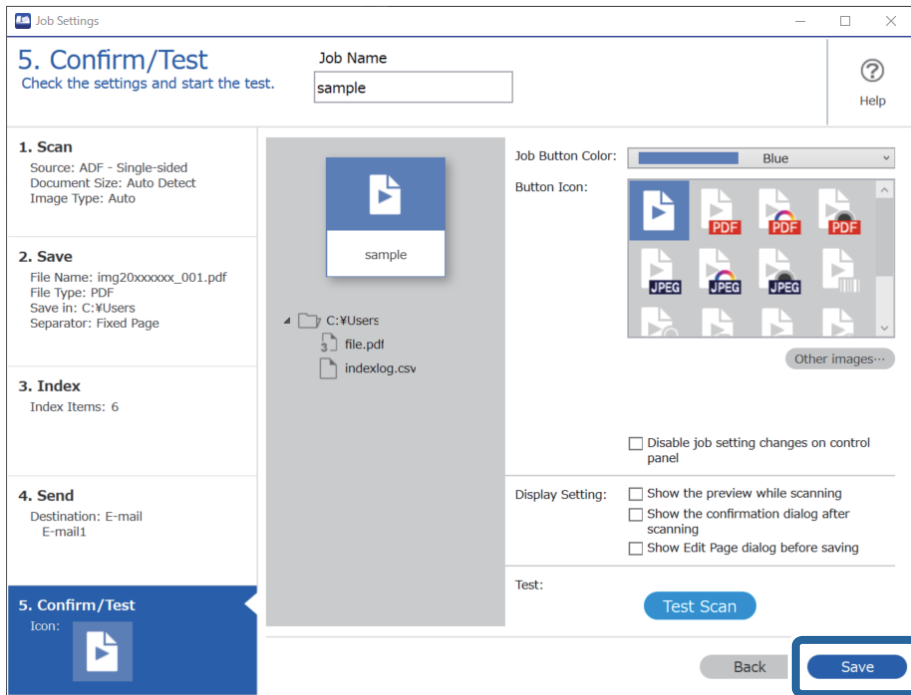 Job Settings
5. Confirm/Test
Check the settings and start the test.
Job Name
sample
Help
1. Scan
Source: ADF - Single-sided
Document Size: Auto Detect
Image Type: Auto
2. Save
File Name: img20xxxxxx_001.pdf
File Type: PDF
Save in: C:¥Users
Separator: Fixed Page
3. Index
Index Items: 6
4. Send
Destination: E-mail
E-mail1
5. Confirm/Test
Icon:
sample
C:¥Users
3 file.pdf
indexlog.csv
Job Button Color: Blue
Button Icon:
PDF PDF PDF
JPEG JPEG JPEG
Other images···
Disable job setting changes on control
panel
Display Setting: Show the preview while scanning
Show the confirmation dialog after
scanning
Show Edit Page dialog before saving
Test:
Test Scan
Back Save